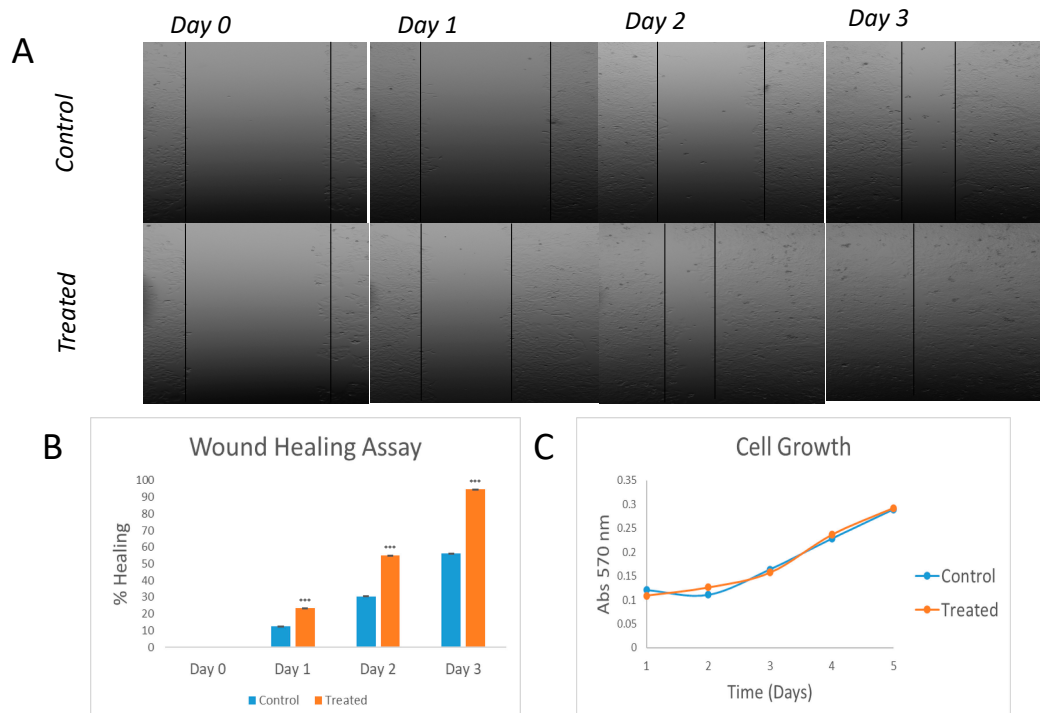 Day 0 Day 1 Day 2 Day 3
A
Control
Treated
B
Wound Healing Assay
% Healing
100
90
80
70
60
50
40
30
20
10
0
***
***
***
Day 0 Day 1 Day 2 Day 3
Control Treated
C
Cell Growth
Abs 570 nm
0.35
0.3
0.25
0.2
0.15
0.1
0.05
0
1 2 3 4 5
Time (Days)
Control
Treated